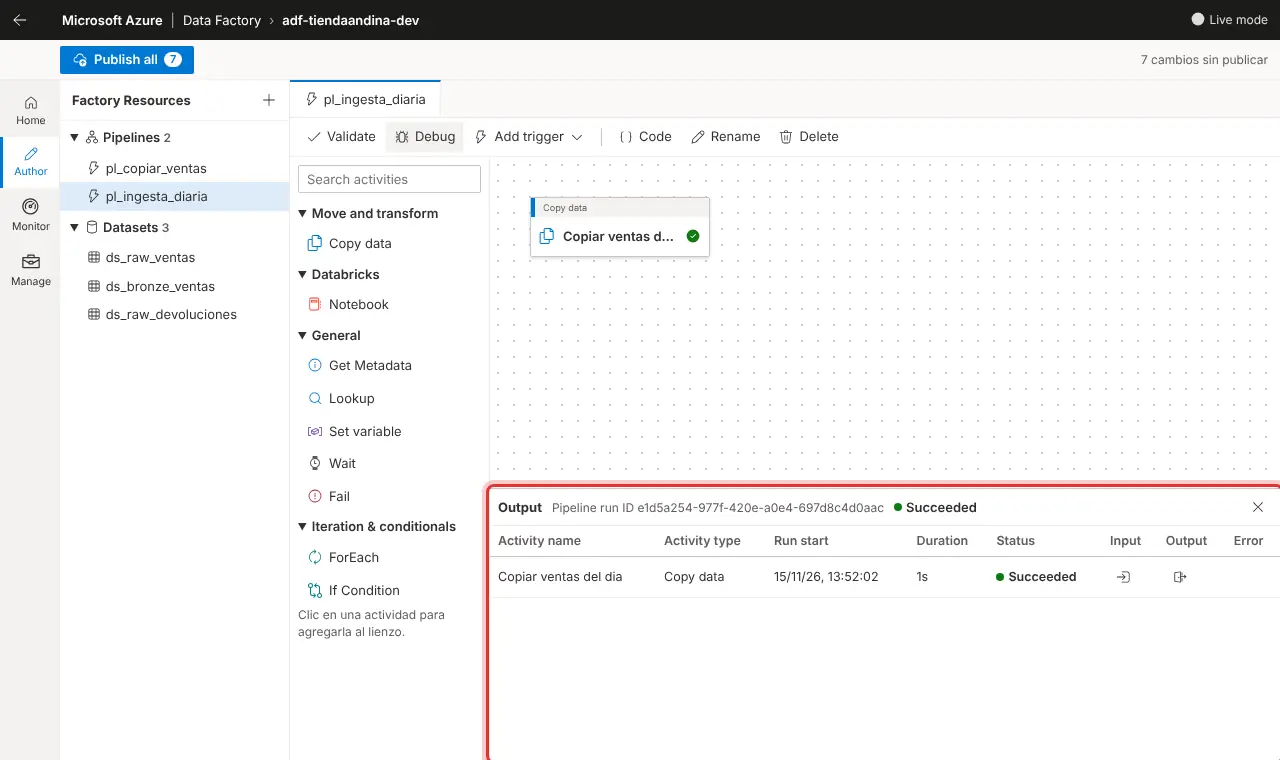 Microsoft Azure | Data Factory › adf-tiendaandina-dev
Live mode
Publish all 7
7 cambios sin publicar
Home
Author
Monitor
Manage
Factory Resources
Pipelines 2
pl_copiar_ventas
pl_ingesta_diaria
Datasets 3
ds_raw_ventas
ds_bronze_ventas
ds_raw_devoluciones
pl_ingesta_diaria
Validate Debug Add trigger Code Rename Delete
Search activities
Move and transform
Copy data
Databricks
Notebook
General
Get Metadata
Lookup
Set variable
Wait
Fail
Iteration & conditionals
ForEach
If Condition
Clic en una actividad para
agregarla al lienzo.
Copy data
Copiar ventas d...
Output Pipeline run ID e1d5a254-977f-420e-a0e4-697d8c4d0aac Succeeded
Activity name Activity type Run start Duration Status Input Output Error
Copiar ventas del dia Copy data 15/11/26, 13:52:02 1s Succeeded